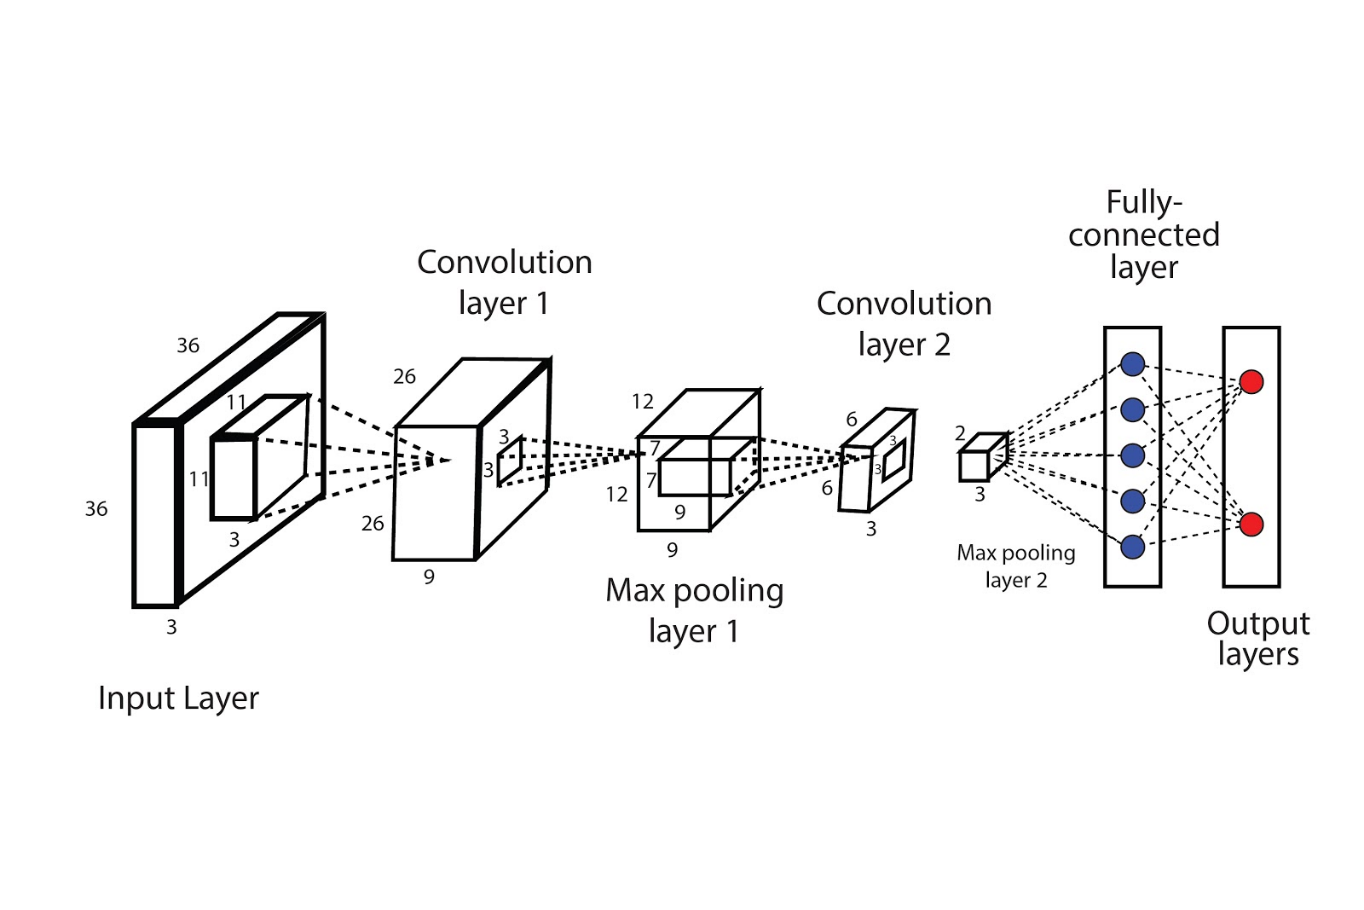 Fully-
connected
layer
Convolution
layer 1
Convolution
layer 2
36
11
11
36
3
3
Input Layer
26
26
9
3
3
12
7
7
12
9
9
Max pooling
layer 1
6
3
3
6
3
2
3
Max pooling
layer 2
Output
layers